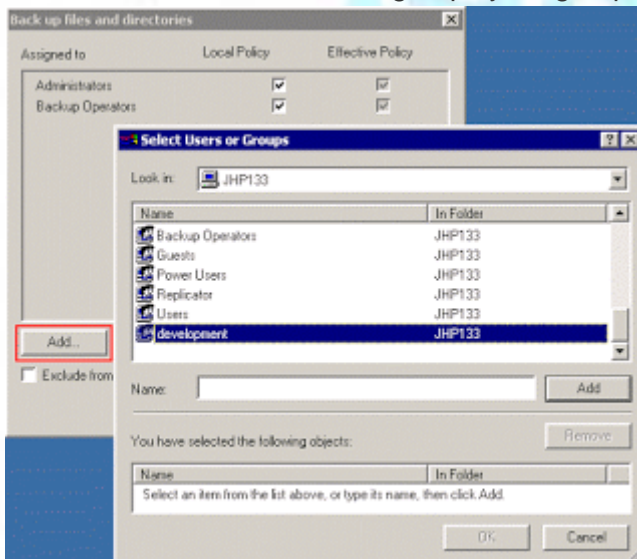 Back up files and directories
Assigned to Local Policy Effective Policy
Administrators
Backup Operators
Add...
Exclude from
Select Users or Groups
Look in: JHP133
Name In Folder
Backup Operators JHP133
Guests JHP133
Power Users JHP133
Replicator JHP133
Users JHP133
development JHP133
Name: Add
Remove
You have selected the following objects:
Name In Folder
Select an item from the list above, or type its name, then click Add.
OK Cancel